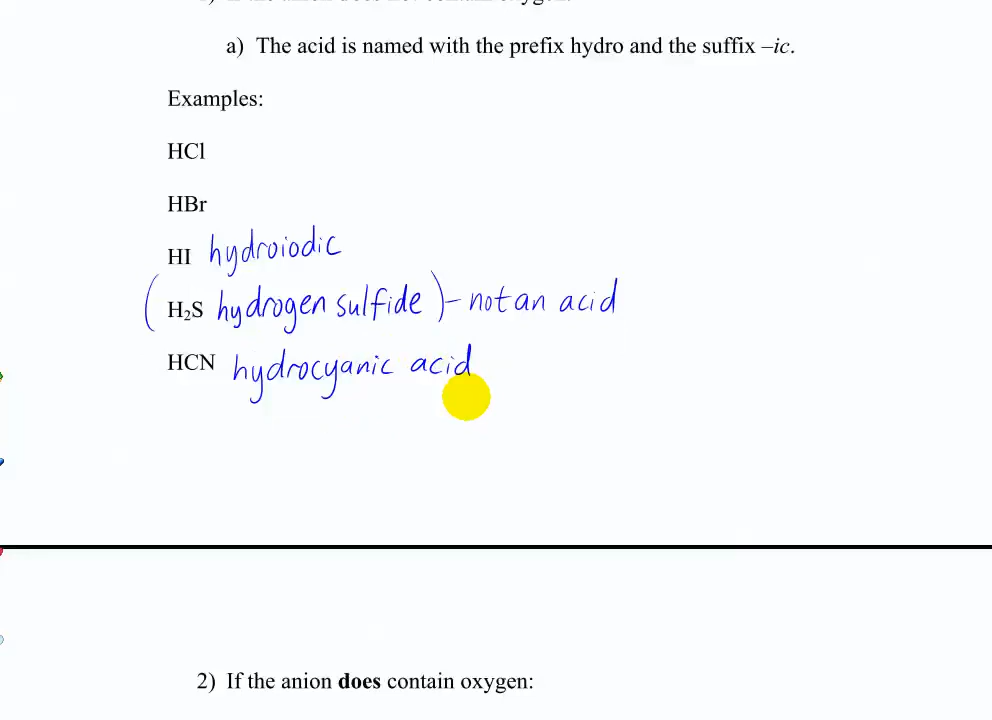 a) The acid is named with the prefix hydro and the suffix –ic.
Examples:
HCl
HBr
HI hydroiodic
(H₂S hydrogen sulfide) - not an acid
HCN hydrocyanic acid
2) If the anion does contain oxygen: